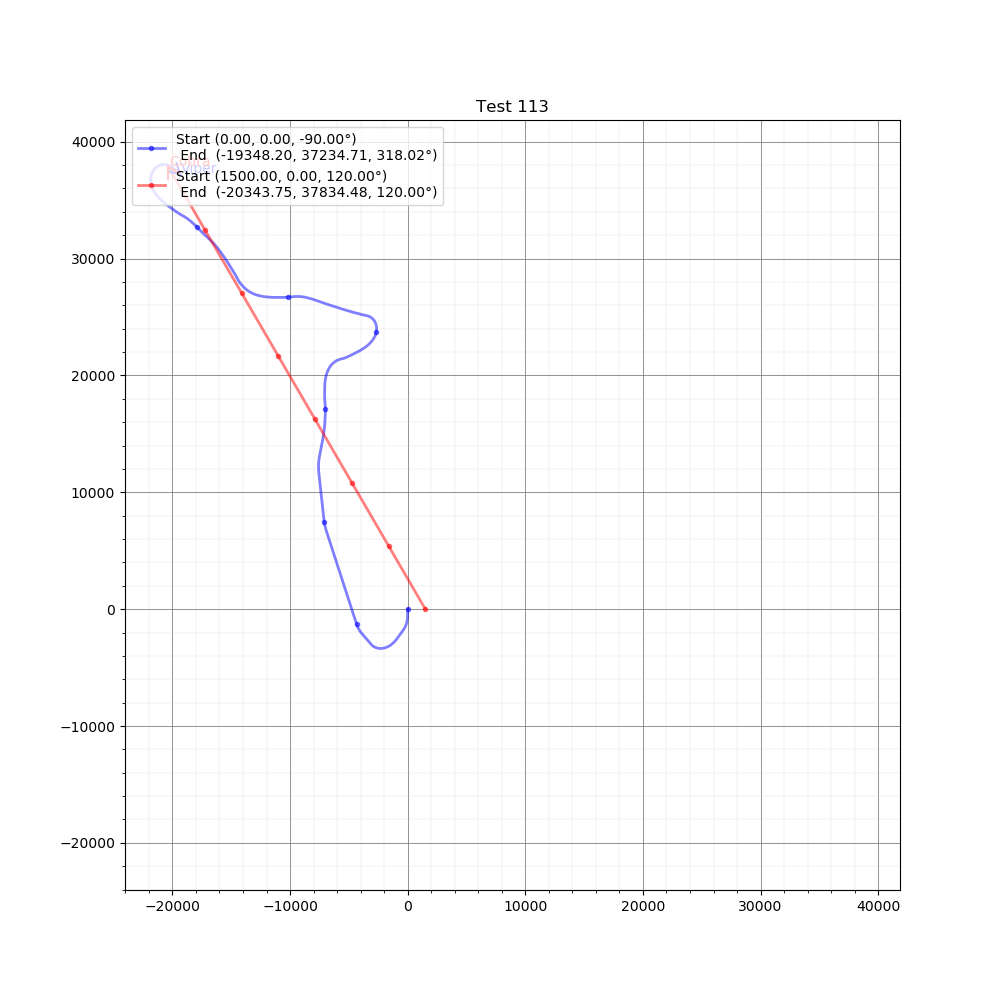 Test 113
Start (0.00, 0.00, -90.00°)
End (-19348.20, 37234.71, 318.02°)
Start (1500.00, 0.00, 120.00°)
End (-20343.75, 37834.48, 120.00°)
40000
30000
20000
10000
0
−10000
−20000
−20000 −10000 0 10000 20000 30000 40000